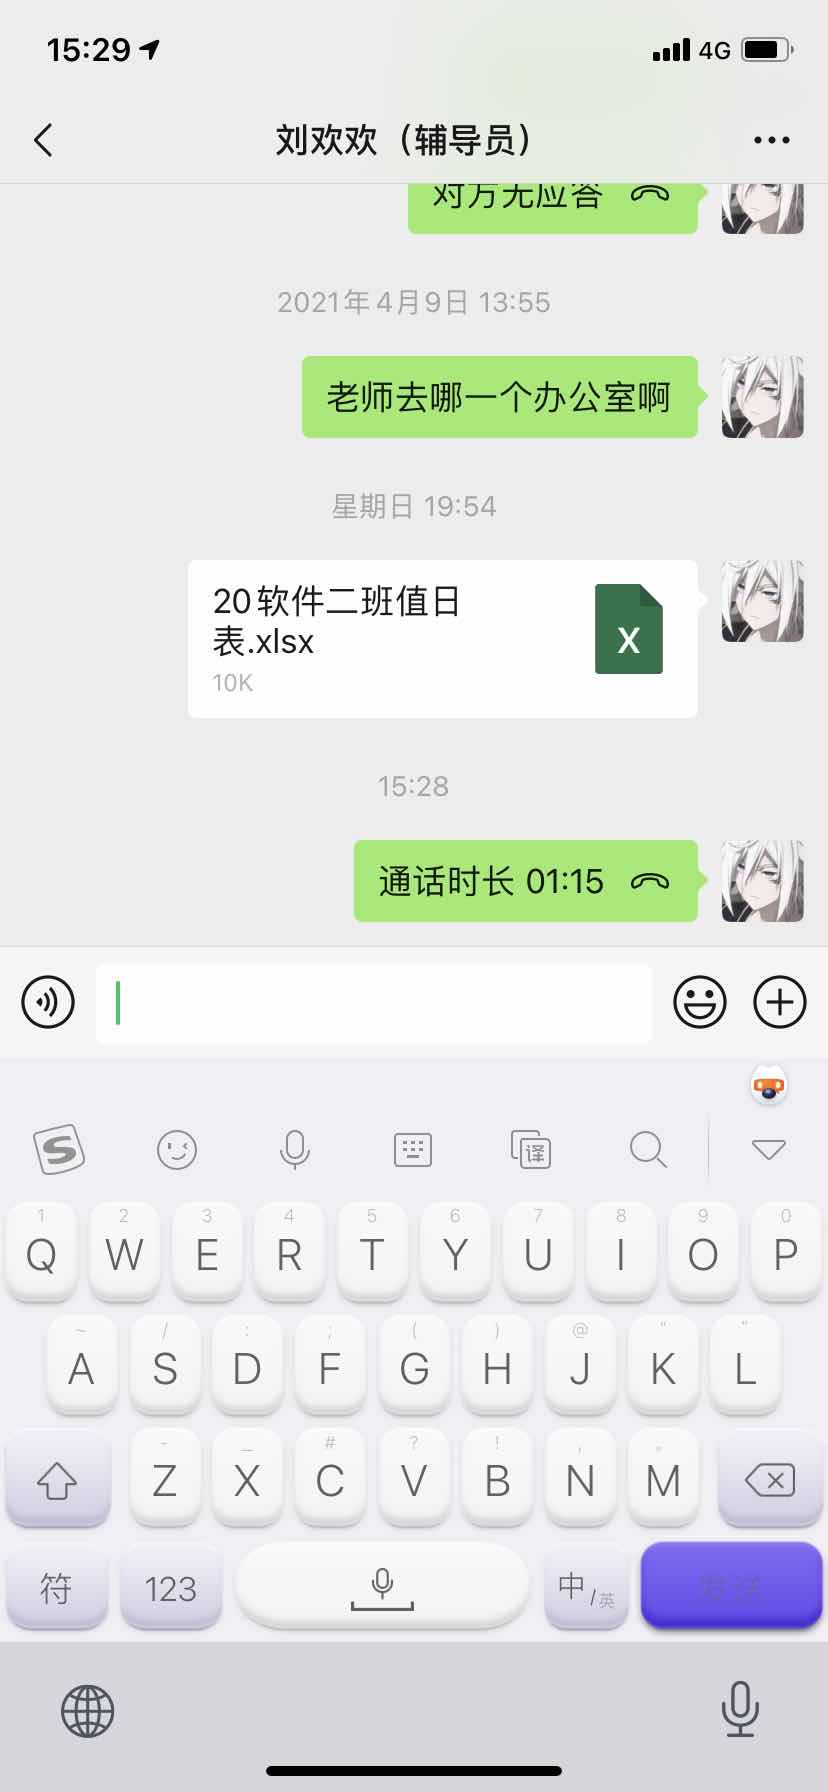 15:29
4G
刘欢欢（辅导员）
对方无应答
2021年4月9日 13:55
老师去哪一个办公室啊
星期日 19:54
20软件二班值日
表.xlsx
10K
X
15:28
通话时长 01:15
S
译
1 2 3 4 5 6 7 8 9 0
Q W E R T Y U I O P
~ / : ; ( ) @ “ ”
A S D F G H J K L
- _ # ? ! , 。
Z X C V B N M
符 123 中/英 发送